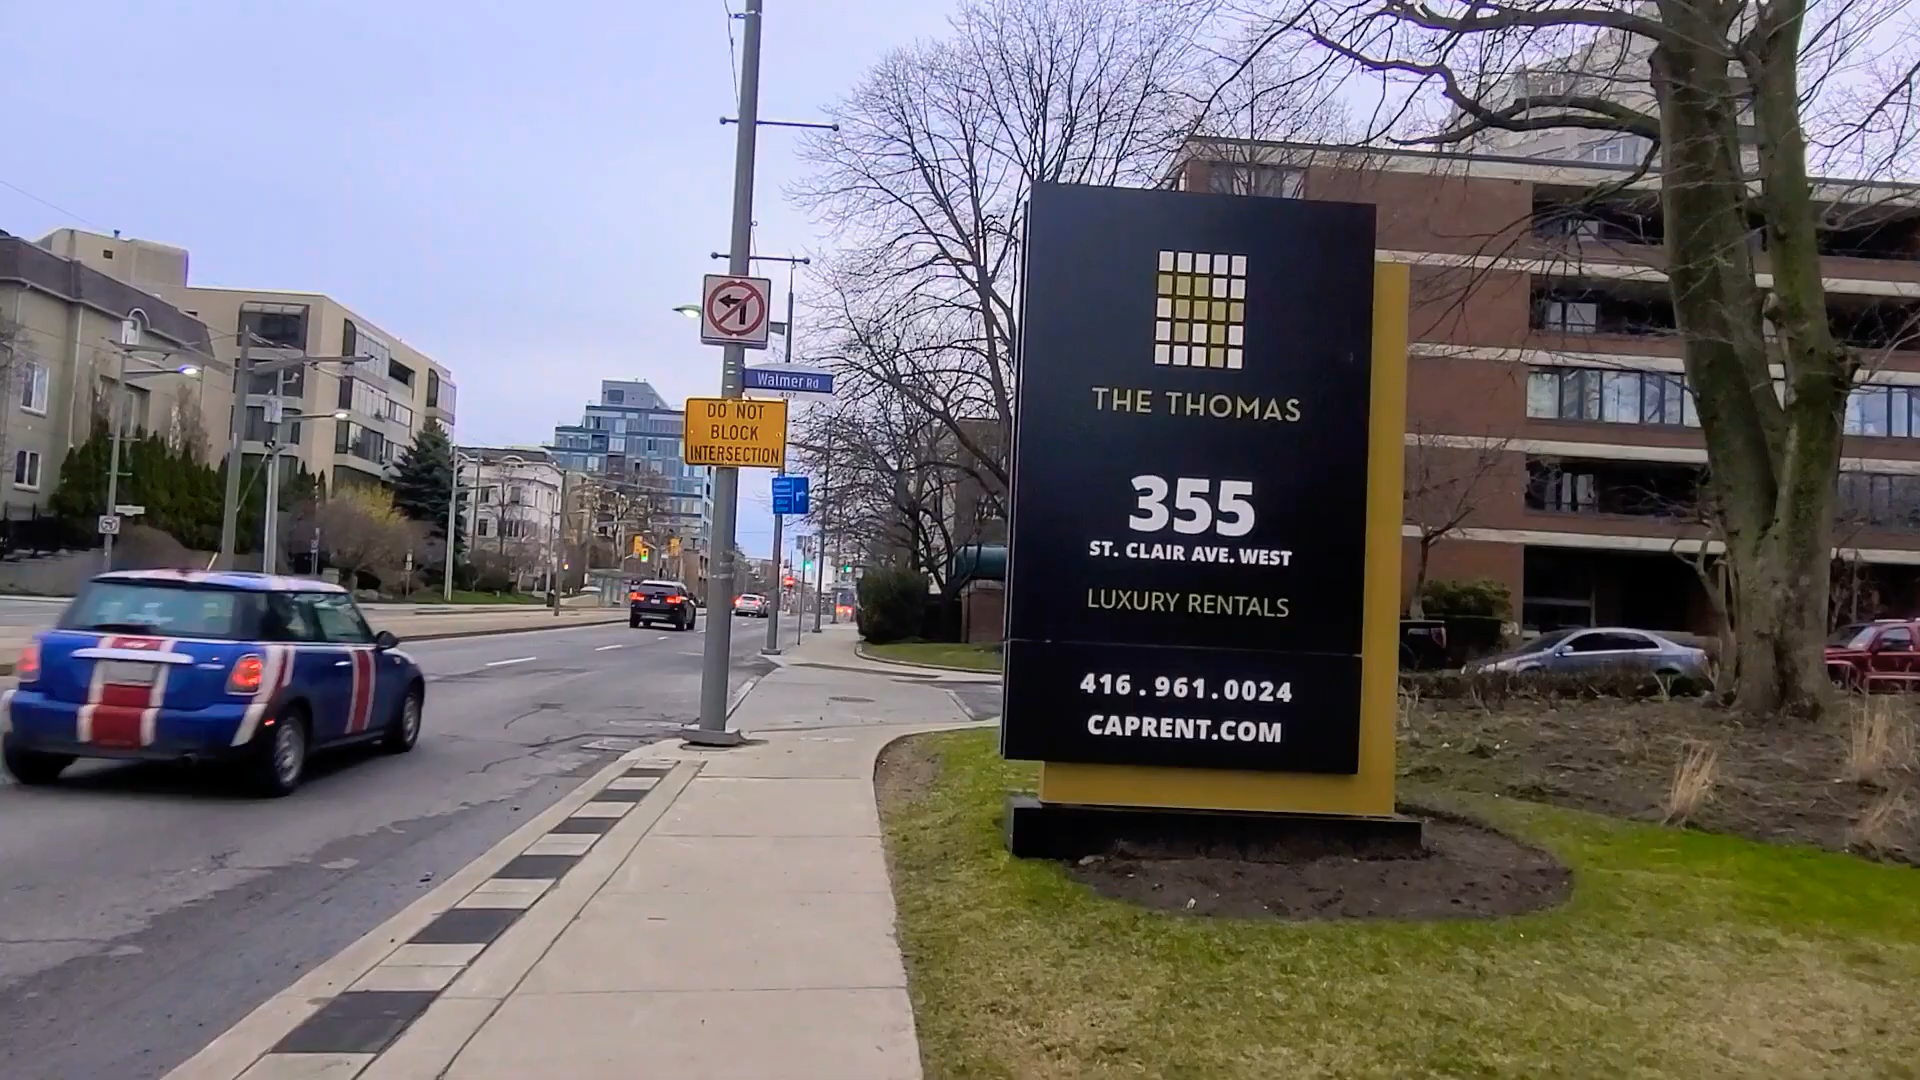 Walmer Rd
407
DO NOT
BLOCK
INTERSECTION
THE THOMAS
355
ST. CLAIR AVE. WEST
LUXURY RENTALS
416.961.0024
CAPRENT.COM